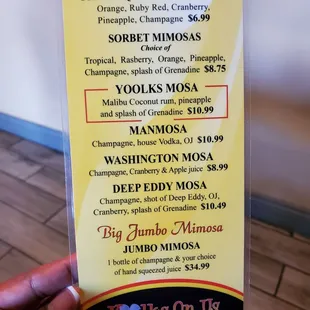 Orange, Ruby Red, Cranberry,
Pineapple, Champagne $6.99
SORBET MIMOSAS
Choice of
Tropical, Rasberry, Orange, Pineapple,
Champagne, splash of Grenadine $8.75
YOOLKS MOSA
Malibu Coconut rum, pineapple
and splash of Grenadine $10.99
MANMOSA
Champagne, house Vodka, OJ $10.99
WASHINGTON MOSA
Champagne, Cranberry & Apple juice $8.99
DEEP EDDY MOSA
Champagne, shot of Deep Eddy, OJ,
Cranberry, splash of Grenadine $10.49
Big Jumbo Mimosa
JUMBO MIMOSA
1 bottle of champagne & your choice
of hand squeezed juice $34.99
Yoolks On Us